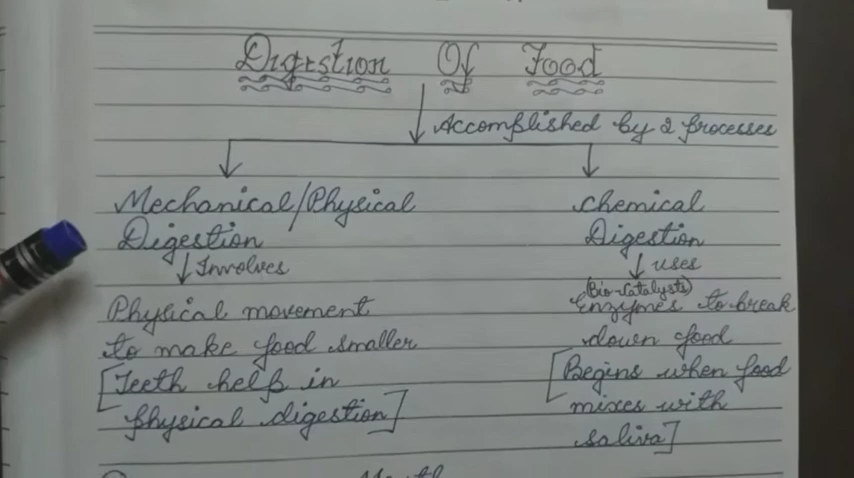 Digestion Of Food
Accomplished by 2 processes
Mechanical/Physical Digestion
Involves
Physical movement
to make food smaller
[Teeth help in
physical digestion]
Chemical
Digestion
uses
(Bio-Catalysts)
Enzymes to break
down food
[Begins when food
mixes with
saliva]
Mouth